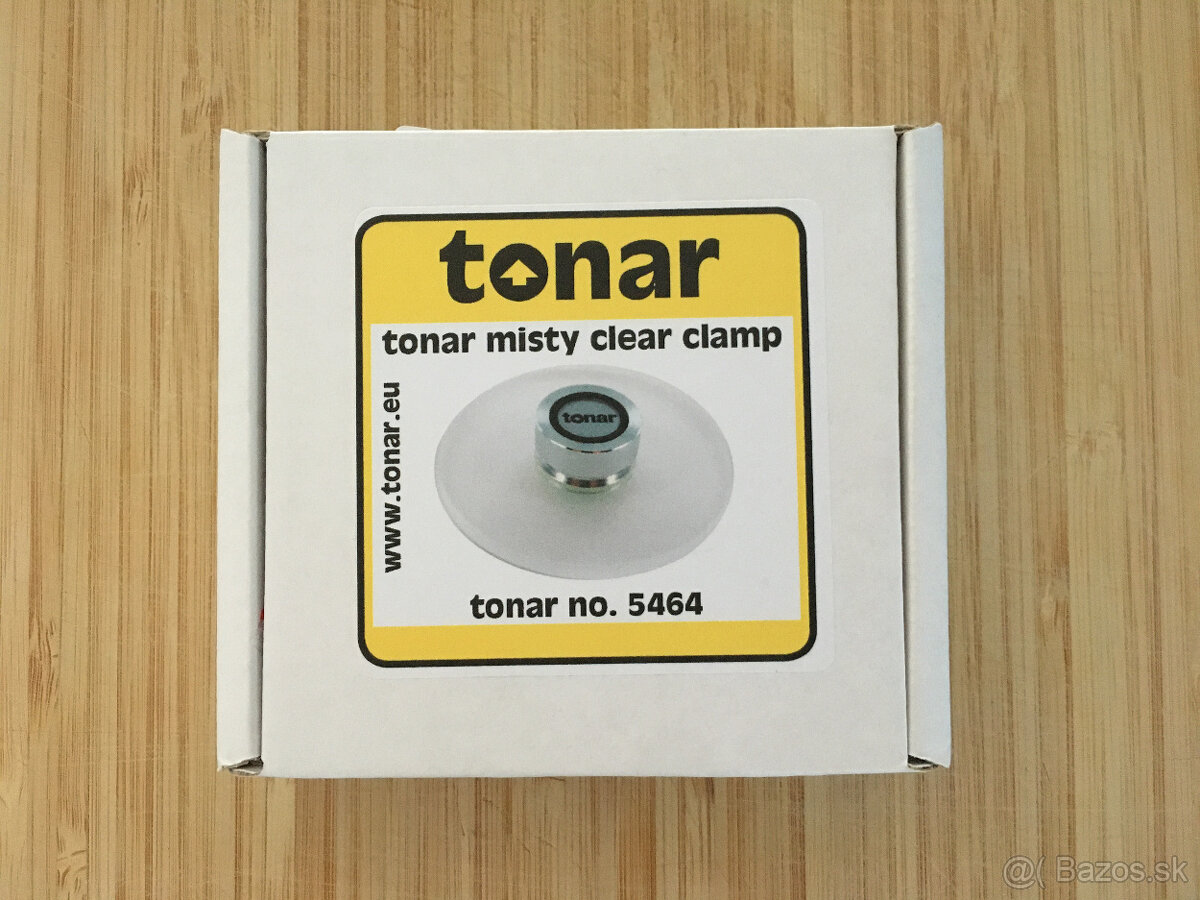 tonar
tonar misty clear clamp
www.tonar.eu
tonar
tonar no. 5464
@( Bazos.sk